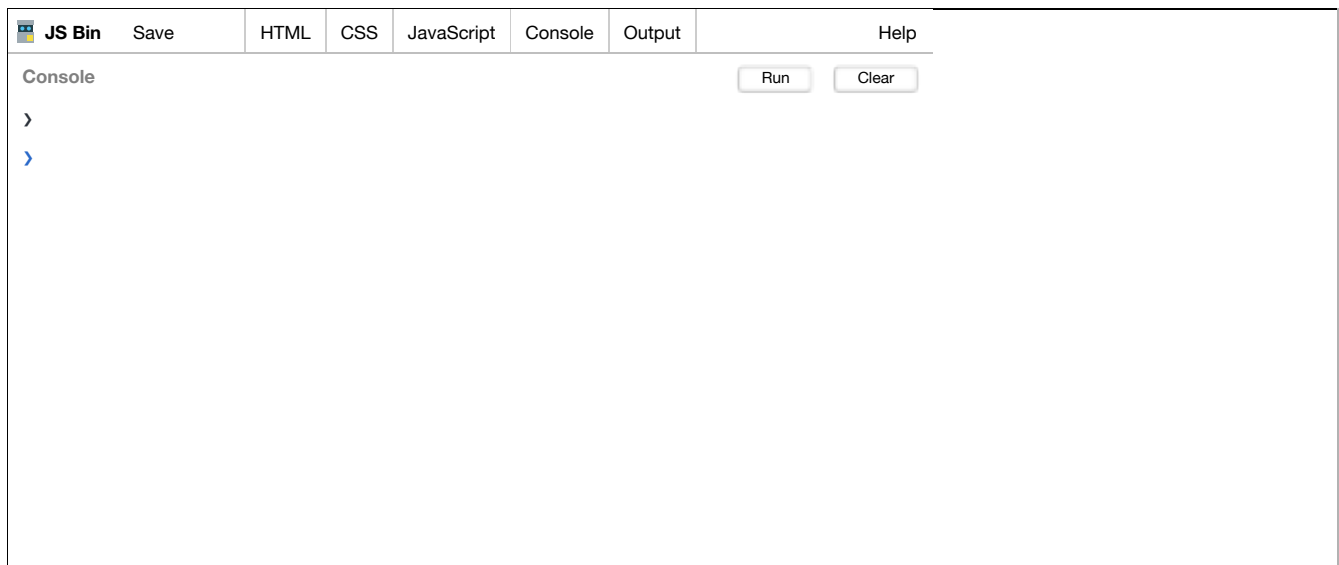 JS Bin Save HTML CSS JavaScript Console Output Help
Console Run Clear
❯
❯